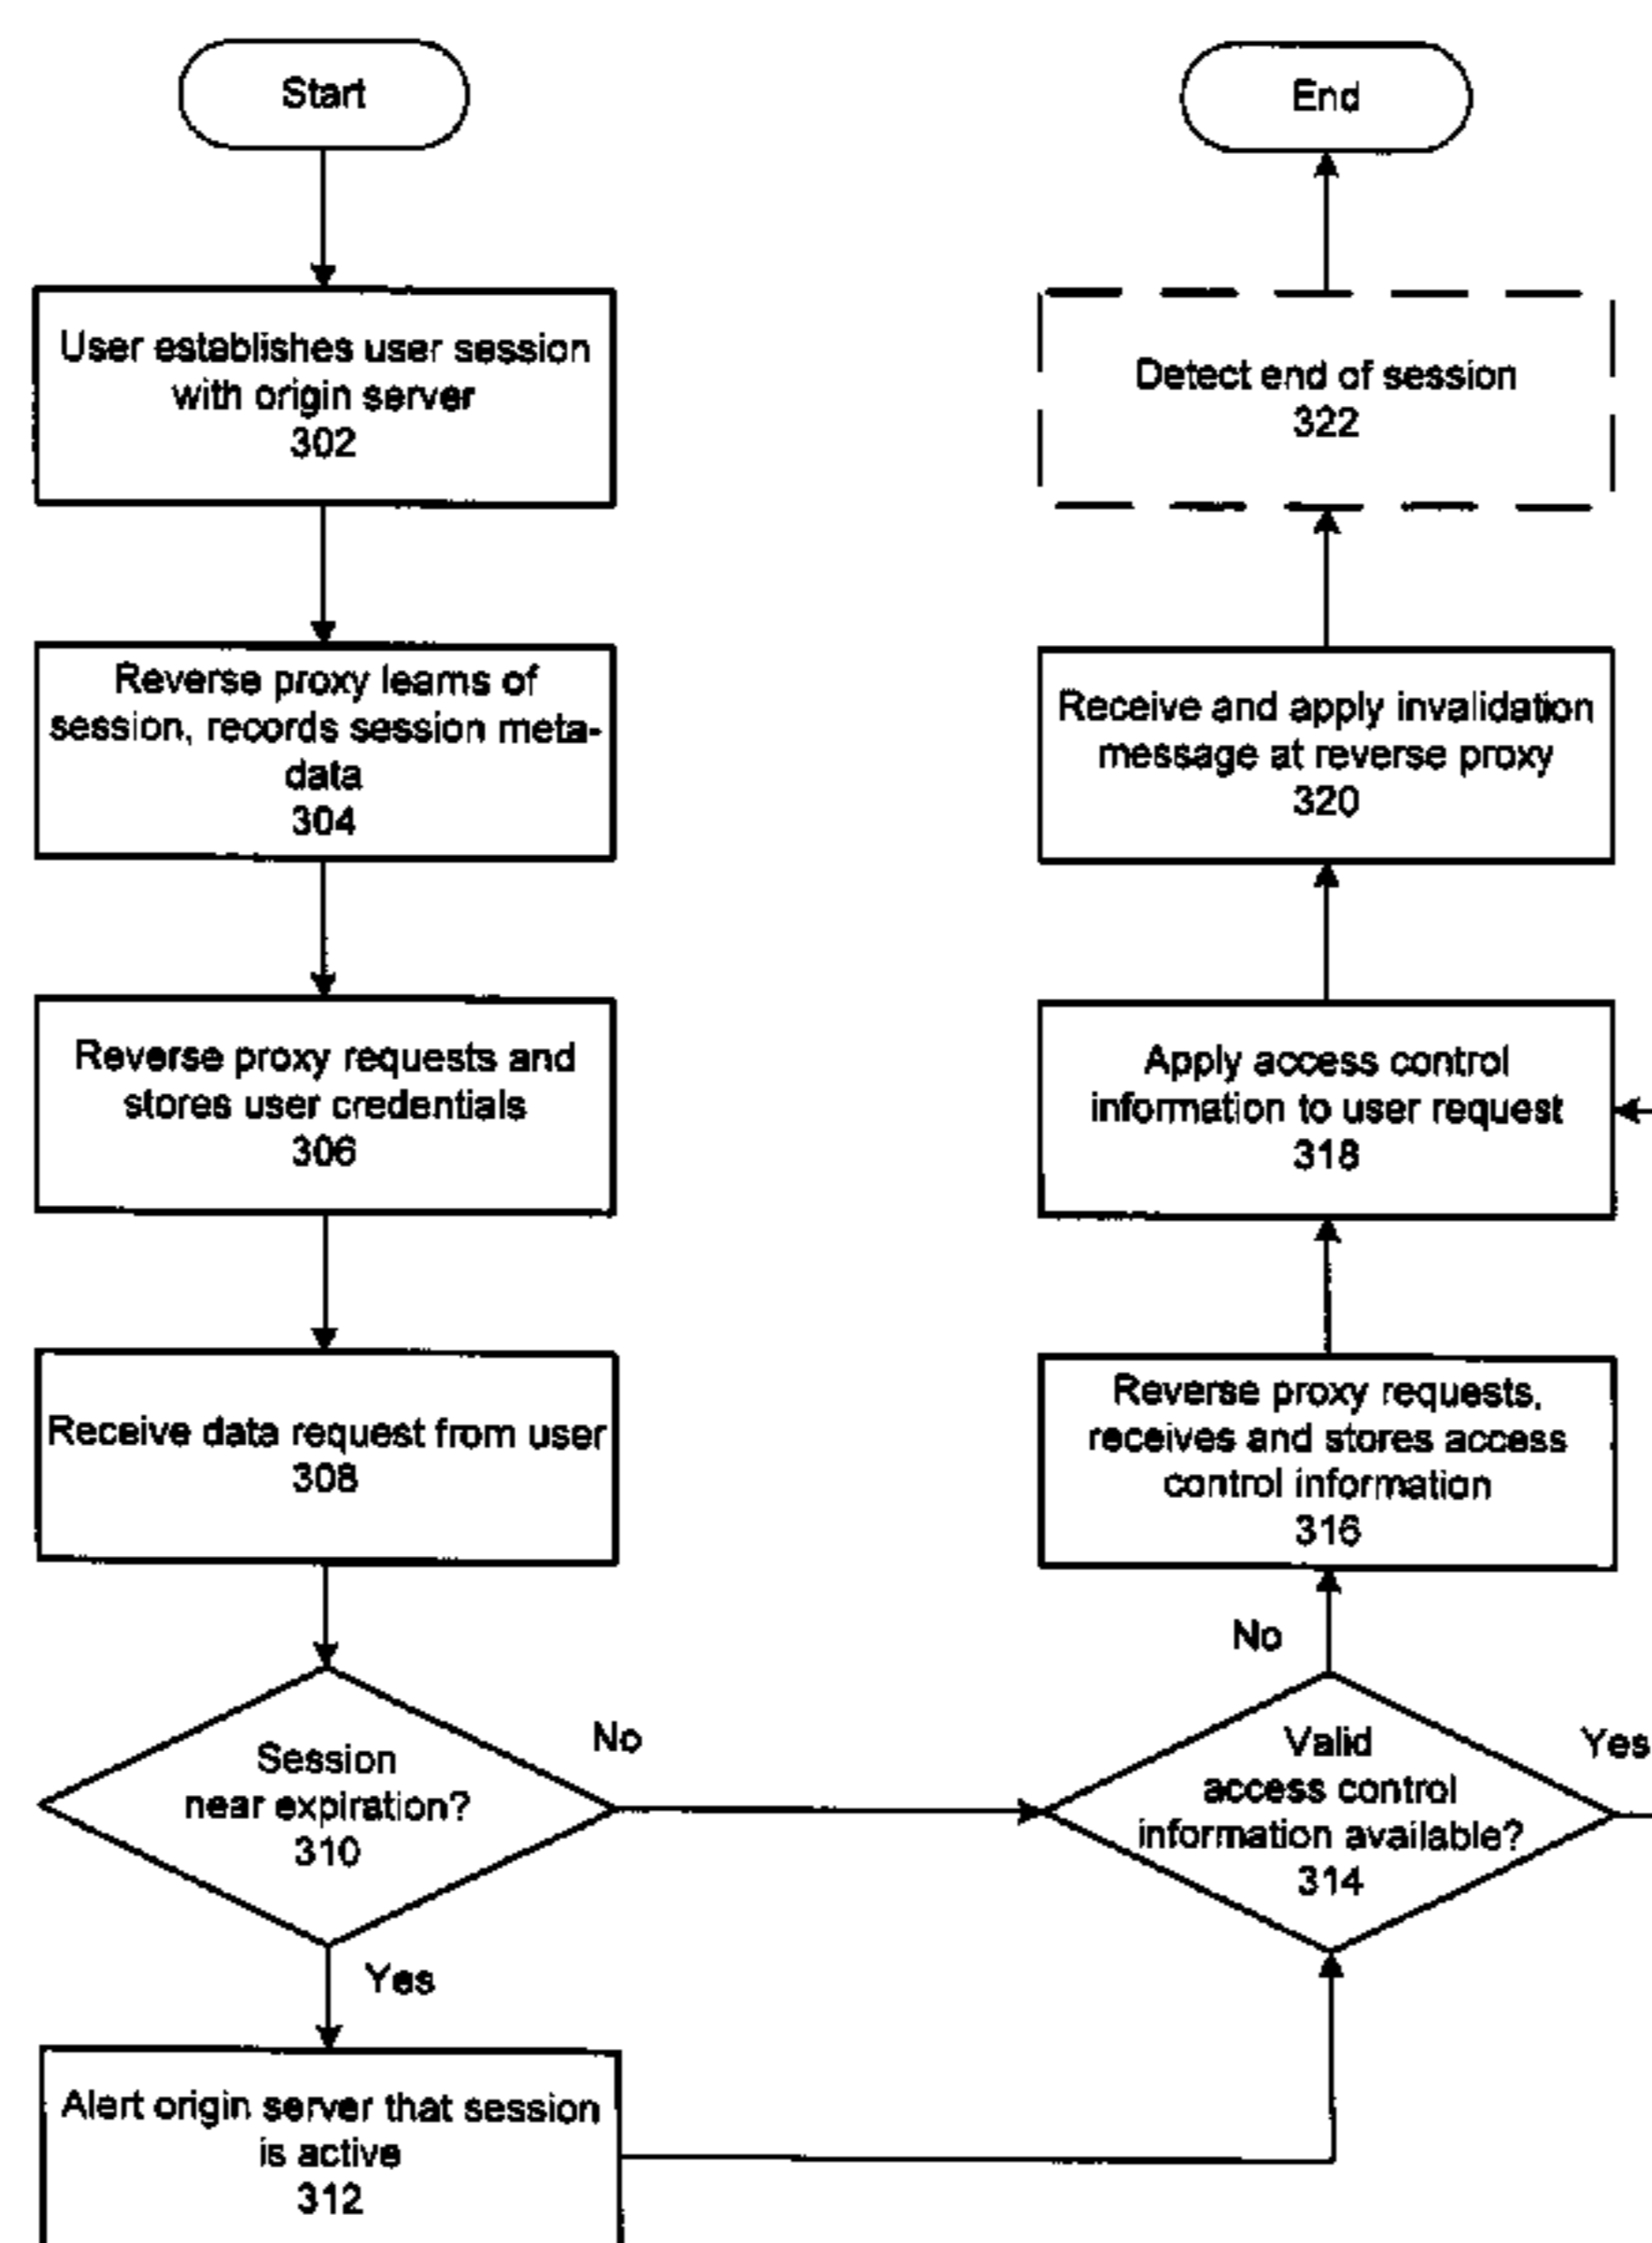 Start
User establishes user session
with origin server
302
Reverse proxy learns of
session, records session meta-
data
304
Reverse proxy requests and
stores user credentials
306
Receive data request from user
308
Session
near expiration?
310
No
Yes
Alert origin server that session
is active
312
Valid
access control
information available?
314
No
Yes
Reverse proxy requests,
receives and stores access
control information
316
Apply access control
information to user request
318
Receive and apply invalidation
message at reverse proxy
320
Detect end of session
322
End